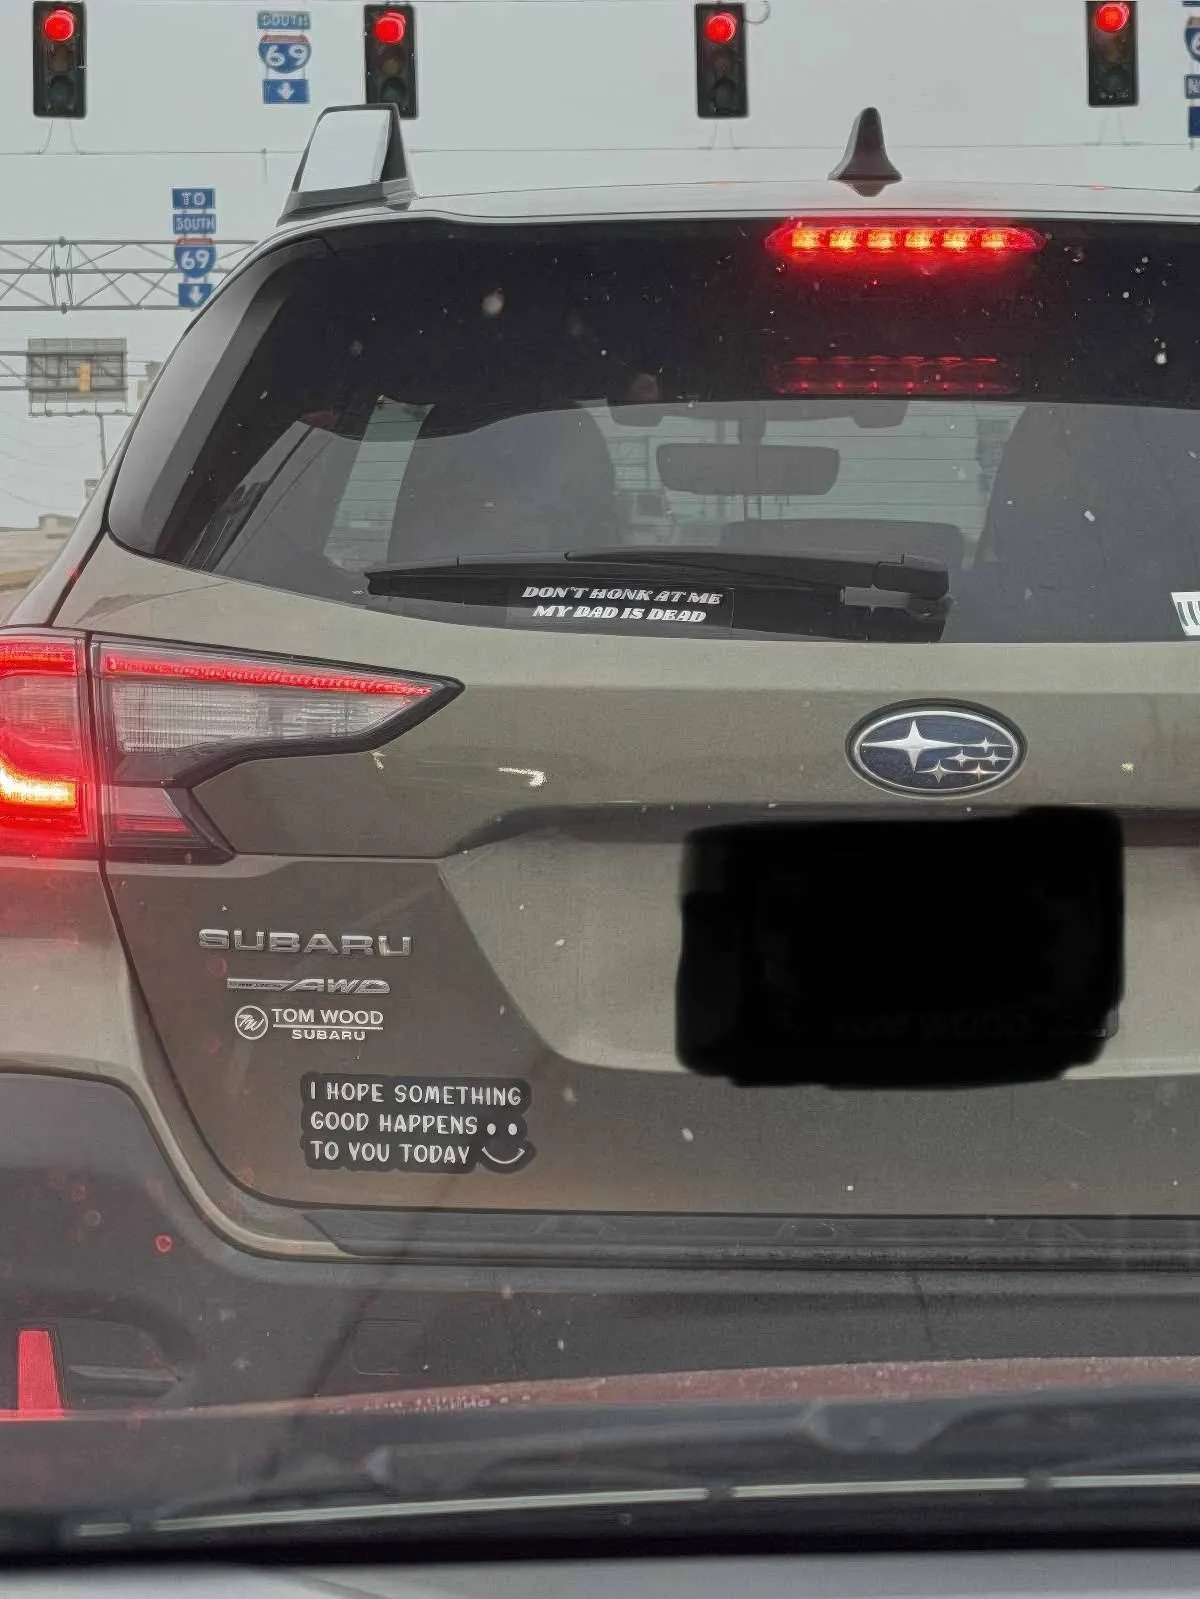 SOUTH
69
TO
SOUTH
69
DON'T HONK AT ME
MY DAD IS DEAD
SUBARU
AWD
TW TOM WOOD
SUBARU
I HOPE SOMETHING
GOOD HAPPENS
TO YOU TODAY